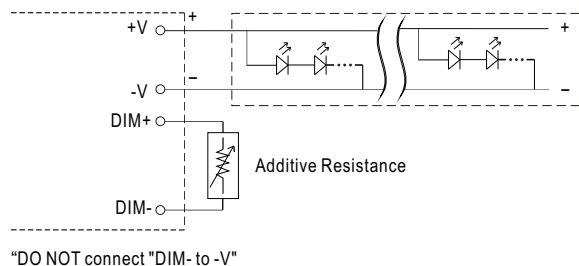 +V
+
+
-V
–
–
DIM+
Additive Resistance
DIM-
“DO NOT connect "DIM- to -V"